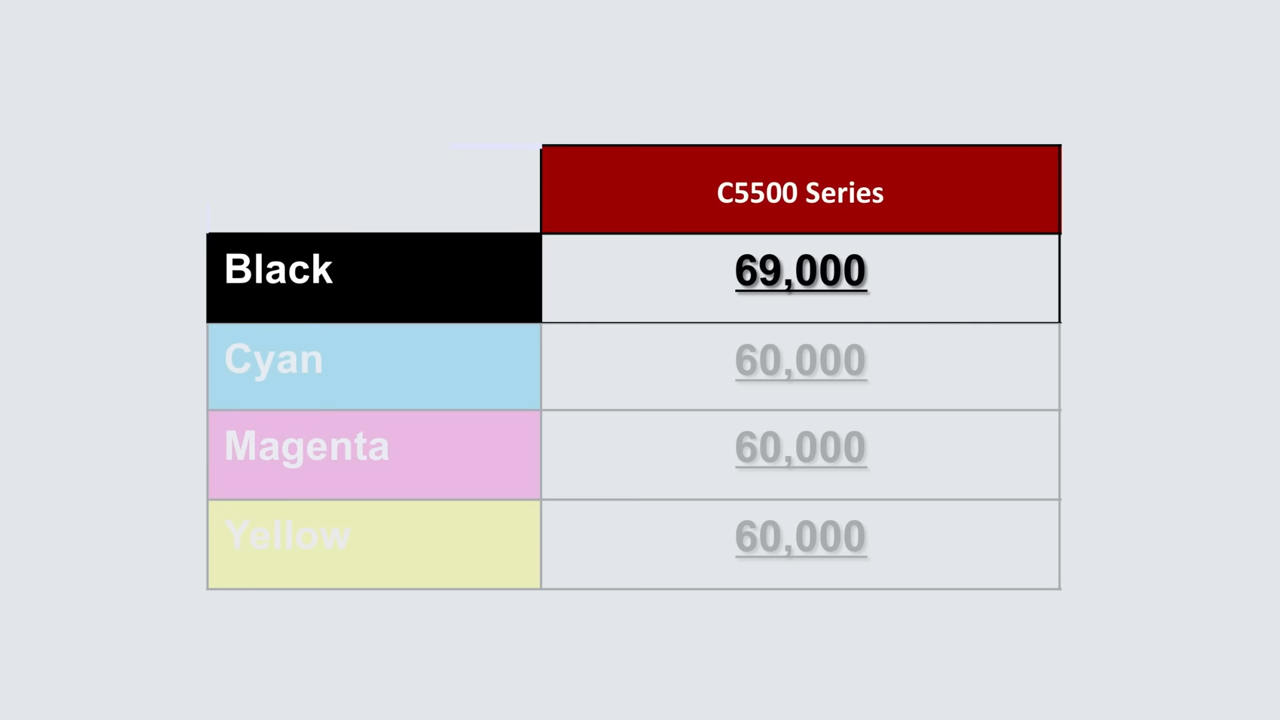 C5500 Series
Black 69,000
Cyan 60,000
Magenta 60,000
Yellow 60,000